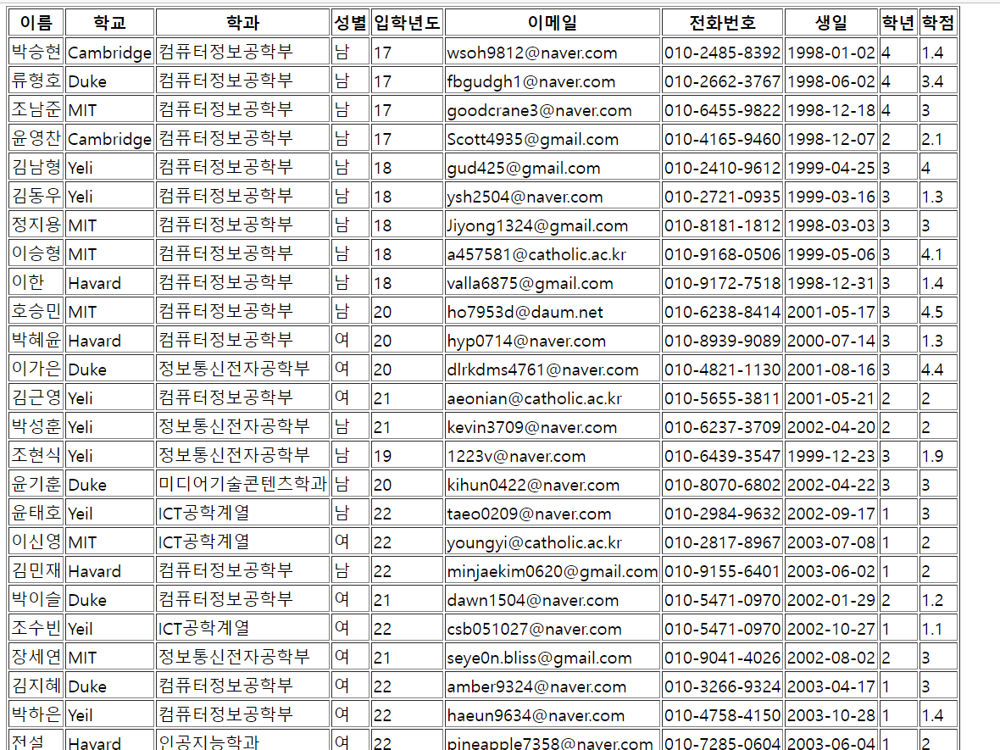 이름 학교 학과 성별 입학년도 이메일 전화번호 생일 학년 학점
박승현 Cambridge 컴퓨터정보공학부 남 17 wsoh9812@naver.com 010-2485-8392 1998-01-02 4 1.4
류형호 Duke 컴퓨터정보공학부 남 17 fbgudgh1@naver.com 010-2662-3767 1998-06-02 4 3.4
조남준 MIT 컴퓨터정보공학부 남 17 goodcrane3@naver.com 010-6455-9822 1998-12-18 4 3
윤영찬 Cambridge 컴퓨터정보공학부 남 17 Scott4935@gmail.com 010-4165-9460 1998-12-07 2 2.1
김남형 Yeli 컴퓨터정보공학부 남 18 gud425@gmail.com 010-2410-9612 1999-04-25 3 4
김동우 Yeli 컴퓨터정보공학부 남 18 ysh2504@naver.com 010-2721-0935 1999-03-16 3 1.3
정지용 MIT 컴퓨터정보공학부 남 18 Jiyong1324@gmail.com 010-8181-1812 1998-03-03 3 3
이승형 MIT 컴퓨터정보공학부 남 18 a457581@catholic.ac.kr 010-9168-0506 1999-05-06 3 4.1
이한 Havard 컴퓨터정보공학부 남 18 valla6875@gmail.com 010-9172-7518 1998-12-31 3 1.4
호승민 MIT 컴퓨터정보공학부 남 20 ho7953d@daum.net 010-6238-8414 2001-05-17 3 4.5
박혜윤 Havard 컴퓨터정보공학부 여 20 hyp0714@naver.com 010-8939-9089 2000-07-14 3 1.3
이가은 Duke 정보통신전자공학부 여 20 dlrkdms4761@naver.com 010-4821-1130 2001-08-16 3 4.4
김근영 Yeli 컴퓨터정보공학부 여 21 aeonian@catholic.ac.kr 010-5655-3811 2001-05-21 2 2
박성훈 Yeli 정보통신전자공학부 남 21 kevin3709@naver.com 010-6237-3709 2002-04-20 2 2
조현식 Yeli 정보통신전자공학부 남 19 1223v@naver.com 010-6439-3547 1999-12-23 3 1.9
윤기훈 Duke 미디어기술콘텐츠학과 남 20 kihun0422@naver.com 010-8070-6802 2002-04-22 3 3
윤태호 Yeil ICT공학계열 남 22 taeo0209@naver.com 010-2984-9632 2002-09-17 1 3
이신영 MIT ICT공학계열 여 22 youngyi@catholic.ac.kr 010-2817-8967 2003-07-08 1 2
김민재 Havard 컴퓨터정보공학부 남 22 minjaekim0620@gmail.com 010-9155-6401 2003-06-02 1 2
박이슬 Duke 컴퓨터정보공학부 여 21 dawn1504@naver.com 010-5471-0970 2002-01-29 2 1.2
조수빈 Yeil ICT공학계열 여 22 csb051027@naver.com 010-5471-0970 2002-10-27 1 1.1
장세연 MIT 정보통신전자공학부 여 21 seye0n.bliss@gmail.com 010-9041-4026 2002-08-02 2 3
김지혜 Duke 컴퓨터정보공학부 여 22 amber9324@naver.com 010-3266-9324 2003-04-17 1 3
박하은 Yeil 컴퓨터정보공학부 여 22 haeun9634@naver.com 010-4758-4150 2003-10-28 1 1.4
전설 Havard 인공지능학과 여 22 pineapple7358@naver.com 010-7285-0604 2003-06-04 1 2